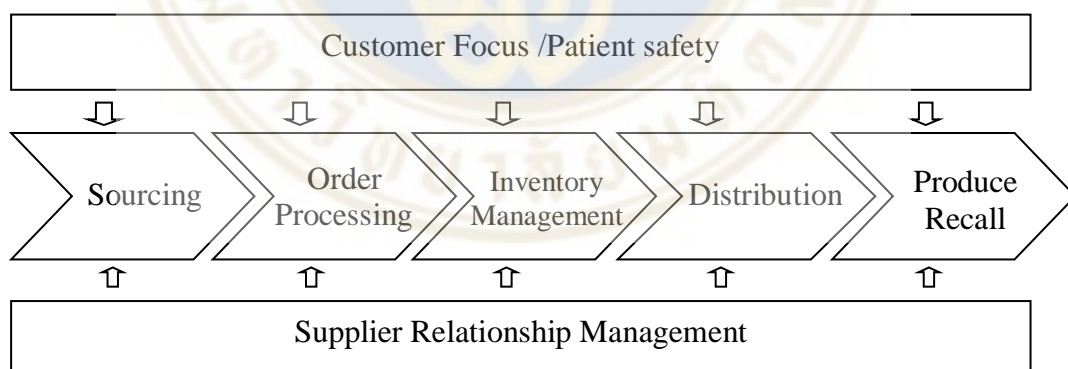 Customer Focus /Patient safety
Sourcing
Order
Processing
Inventory
Management
Distribution
Produce
Recall
Supplier Relationship Management